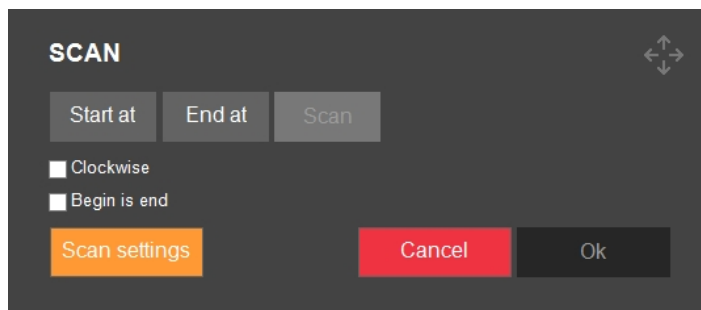 SCAN
Start at End at Scan
Clockwise
Begin is end
Scan settings Cancel Ok